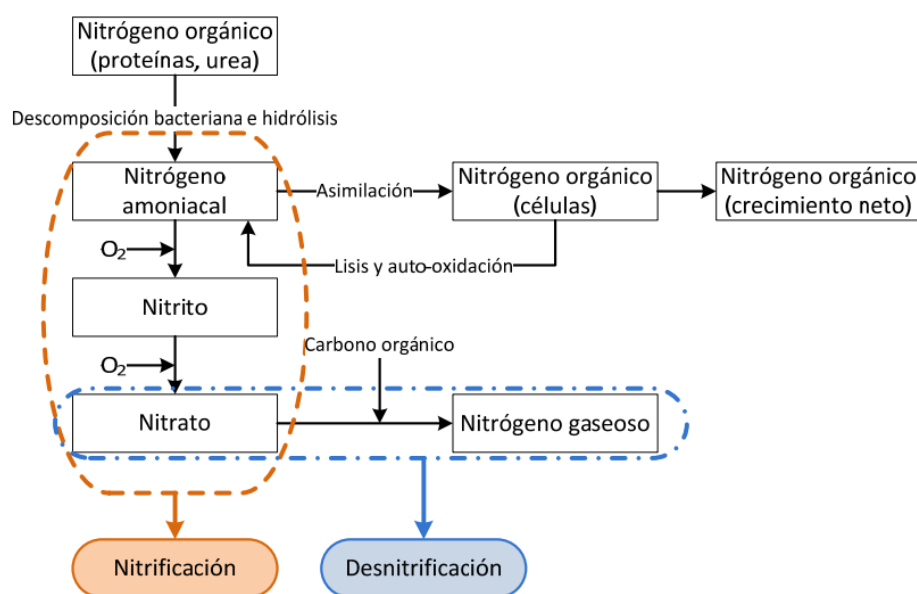 Nitrógeno orgánico
(proteínas, urea)
Descomposición bacteriana e hidrólisis
Nitrógeno
amoniacal
Asimilación
Nitrógeno orgánico
(células)
Nitrógeno orgánico
(crecimiento neto)
O₂
Lisis y auto-oxidación
Nitrito
Carbono orgánico
O₂
Nitrato
Nitrógeno gaseoso
Nitrificación
Desnitrificación